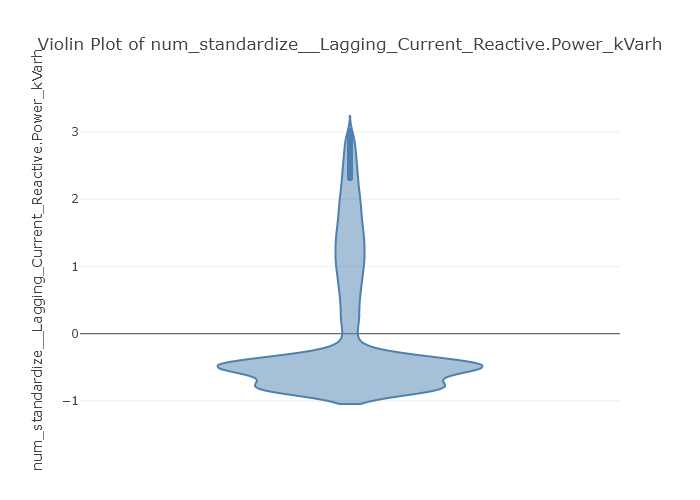 Violin Plot of num_standardize__Lagging_Current_Reactive.Power_kVarh
num_standardize__Lagging_Current_Reactive.Power_kVarh
3
2
1
0
−1